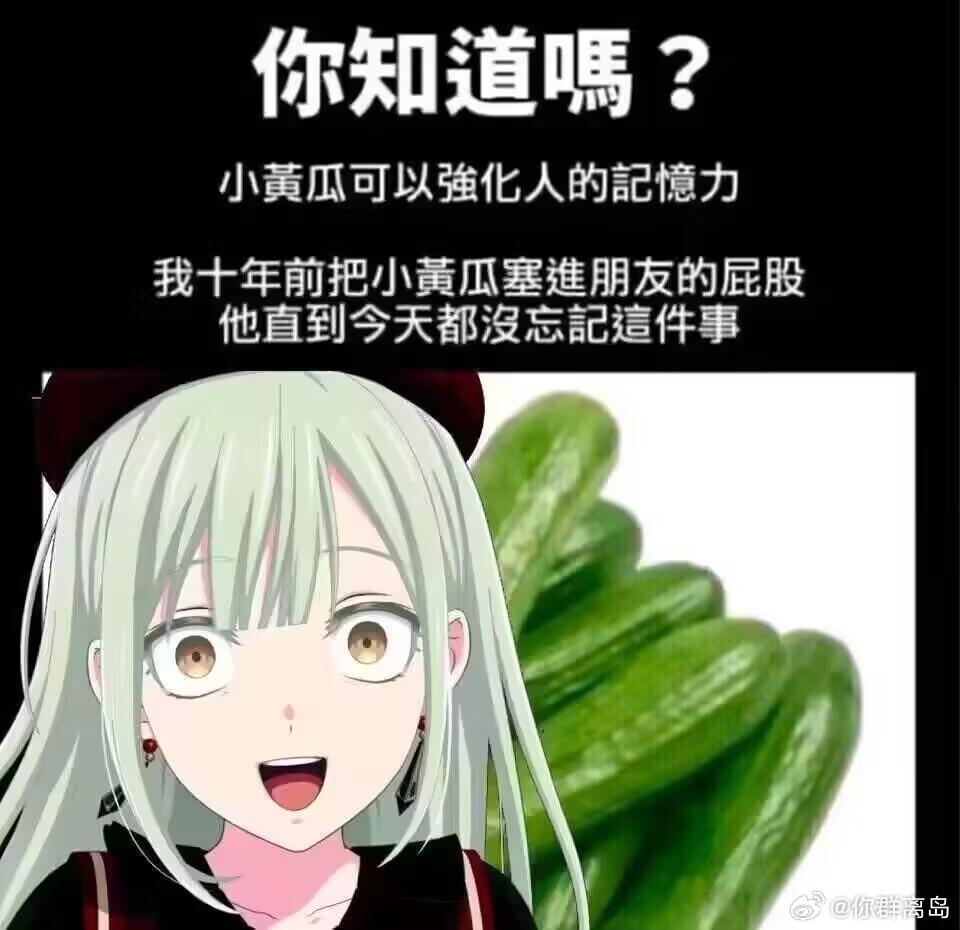 你知道嗎？
小黃瓜可以強化人的記憶力
我十年前把小黃瓜塞進朋友的屁股
他直到今天都沒忘記這件事
@你群离岛